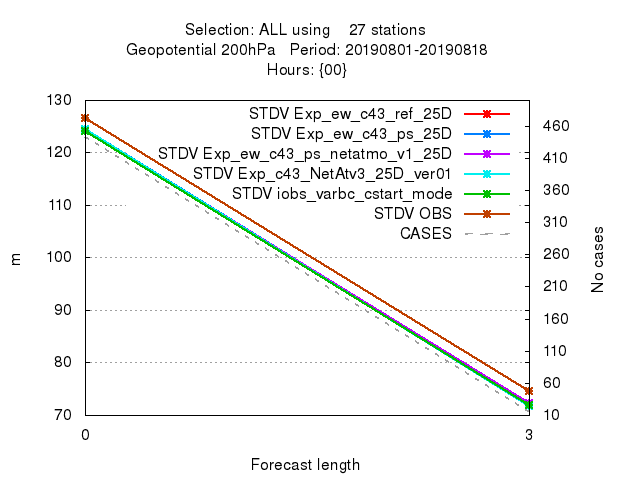 Selection: ALL using    27 stations
Geopotential 200hPa   Period: 20190801-20190818
Hours: {00}
130
120
110
100
90
80
70
m
STDV Exp_ew_c43_ref_25D
STDV Exp_ew_c43_ps_25D
STDV Exp_ew_c43_ps_netatmo_v1_25D
STDV Exp_c43_NetAtv3_25D_ver01
STDV iobs_varbc_cstart_mode
STDV OBS
CASES
460
410
360
310
260
210
160
110
60
10
No cases
0 3
Forecast length